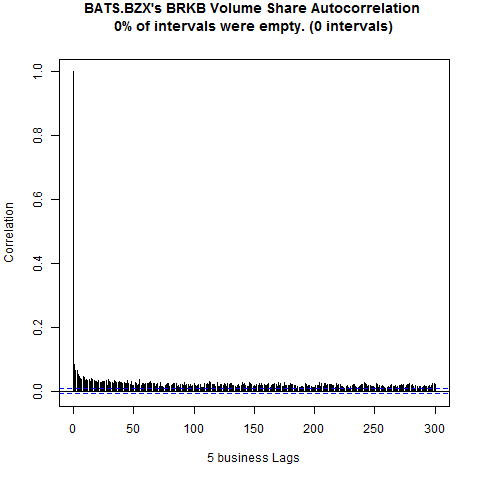 BATS.BZX's BRKB Volume Share Autocorrelation
0% of intervals were empty. (0 intervals)
Correlation
1.0
0.8
0.6
0.4
0.2
0.0
0 50 100 150 200 250 300
5 business Lags